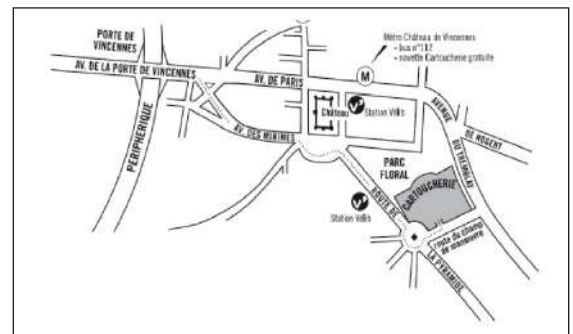 PORTE DE
VINCENNES
AV. DE LA PORTE DE VINCENNES
Métro Château de Vincennes
- bus n°112
- navette Cartoucherie gratuite
M
AV. DE PARIS
Château
Station Vélib
AVENUE
DE NOGENT
AV. DES MINIMES
PERIPHERIQUE
PARC
FLORAL
DU TREMBLAY
CARTOUCHERIE
ROUTE DE
Station Vélib
route du champ
de manoeuvre
LA PYRAMIDE